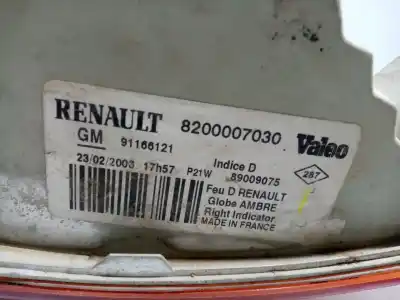 RENAULT 8200007030 Valeo
GM 91166121
23/02/2003 17h57 P21W Indice D
89009075
287
Feu D RENAULT
Globe AMBRE
Right Indicator
MADE IN FRANCE